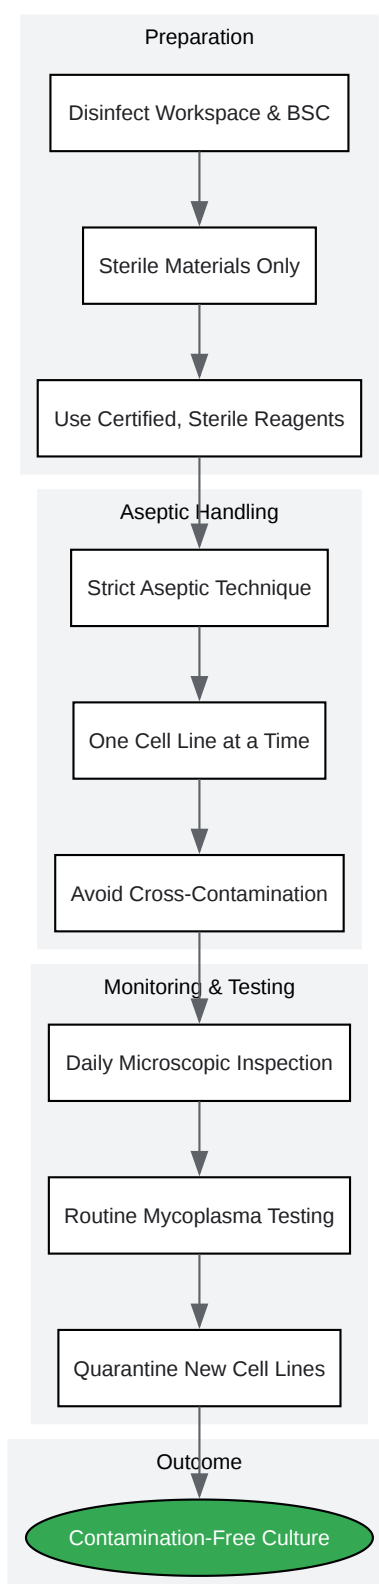 Preparation
Disinfect Workspace & BSC
Sterile Materials Only
Use Certified, Sterile Reagents
Aseptic Handling
Strict Aseptic Technique
One Cell Line at a Time
Avoid Cross-Contamination
Monitoring & Testing
Daily Microscopic Inspection
Routine Mycoplasma Testing
Quarantine New Cell Lines
Outcome
Contamination-Free Culture